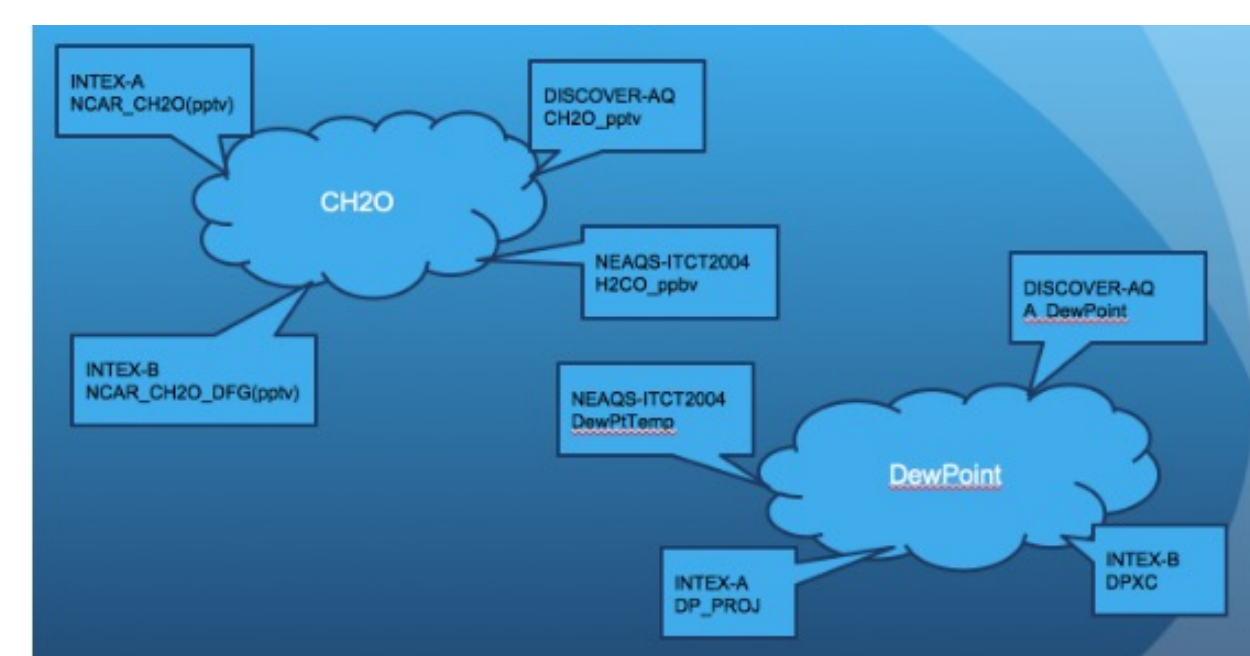 INTEX-A
NCAR_CH2O(pptv)
DISCOVER-AQ
CH2O_pptv
CH2O
NEAQS-ITCT2004
H2CO_ppbv
INTEX-B
NCAR_CH2O_DFG(pptv)
DISCOVER-AQ
A_DewPoint
NEAQS-ITCT2004
DewPtTemp
DewPoint
INTEX-A
DP_PROJ
INTEX-B
DPXC